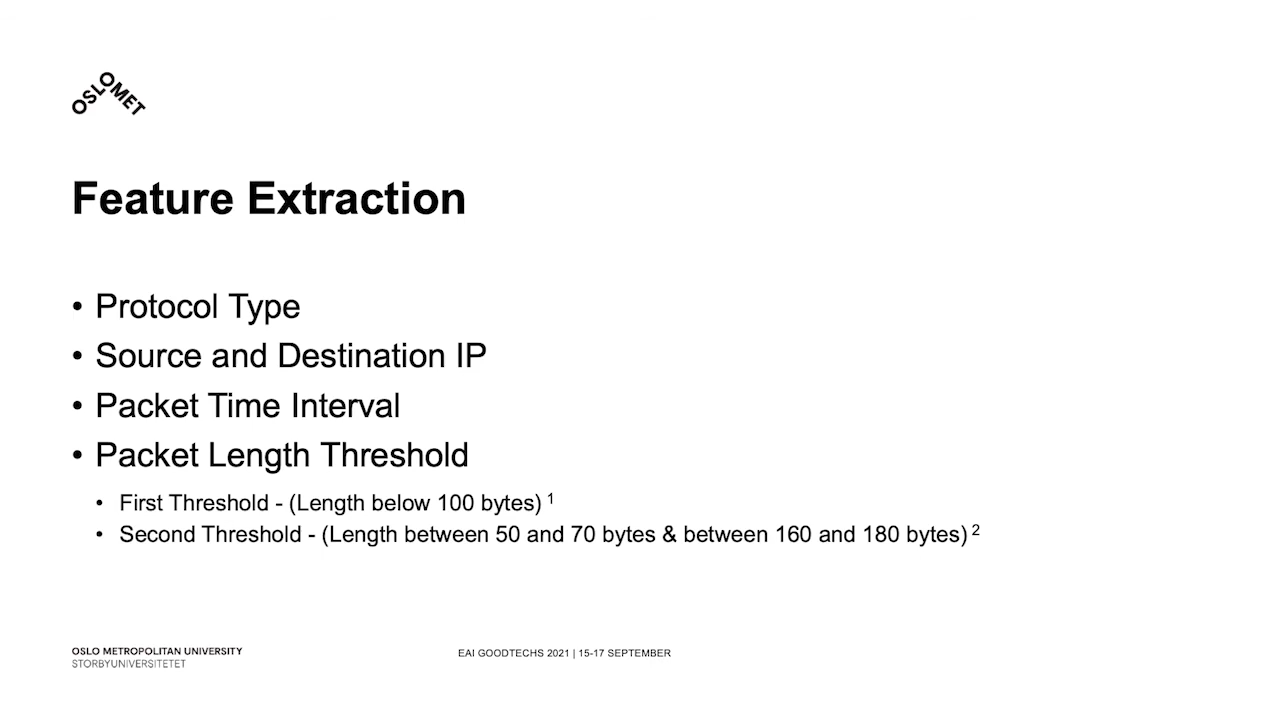 OSLOMET
Feature Extraction
• Protocol Type
• Source and Destination IP
• Packet Time Interval
• Packet Length Threshold
• First Threshold - (Length below 100 bytes) 1
• Second Threshold - (Length between 50 and 70 bytes & between 160 and 180 bytes) 2
OSLO METROPOLITAN UNIVERSITY
STORBYUNIVERSITETET
EAI GOODTECHS 2021 | 15-17 SEPTEMBER